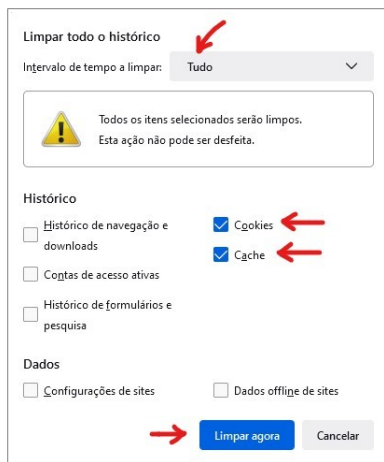 Limpar todo o histórico
Intervalo de tempo a limpar: Tudo
Todos os itens selecionados serão limpos.
Esta ação não pode ser desfeita.
Histórico
Histórico de navegação e
downloads
Cookies
Cache
Contas de acesso ativas
Histórico de formulários e
pesquisa
Dados
Configurações de sites
Dados offline de sites
Limpar agora
Cancelar